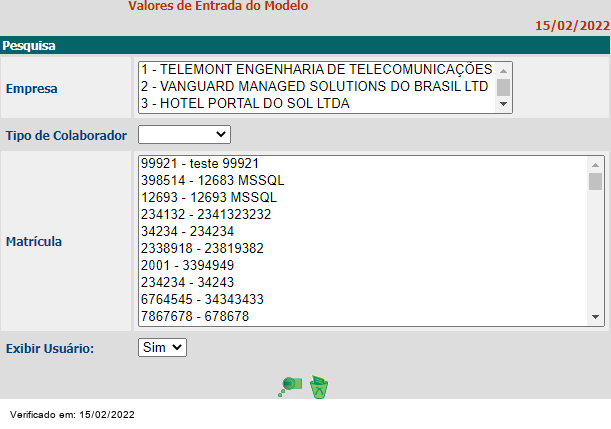 Valores de Entrada do Modelo
15/02/2022
Pesquisa
Empresa
1 - TELEMONT ENGENHARIA DE TELECOMUNICAÇÕES
2 - VANGUARD MANAGED SOLUTIONS DO BRASIL LTD
3 - HOTEL PORTAL DO SOL LTDA
Tipo de Colaborador
Matrícula
99921 - teste 99921
398514 - 12683 MSSQL
12693 - 12693 MSSQL
234132 - 2341323232
34234 - 234234
2338918 - 23819382
2001 - 3394949
234234 - 34243
6764545 - 34343433
7867678 - 678678
Exibir Usuário:
Sim
Verificado em: 15/02/2022